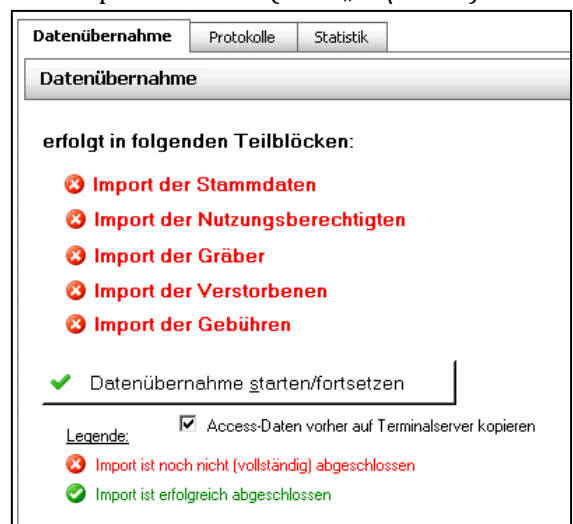 Datenübernahme Protokolle Statistik
Datenübernahme
erfolgt in folgenden Teilblöcken:
Import der Stammdaten
Import der Nutzungsberechtigten
Import der Gräber
Import der Verstorbenen
Import der Gebühren
Datenübernahme starten/fortsetzen
Access-Daten vorher auf Terminalserver kopieren
Legende:
Import ist noch nicht (vollständig) abgeschlossen
Import ist erfolgreich abgeschlossen